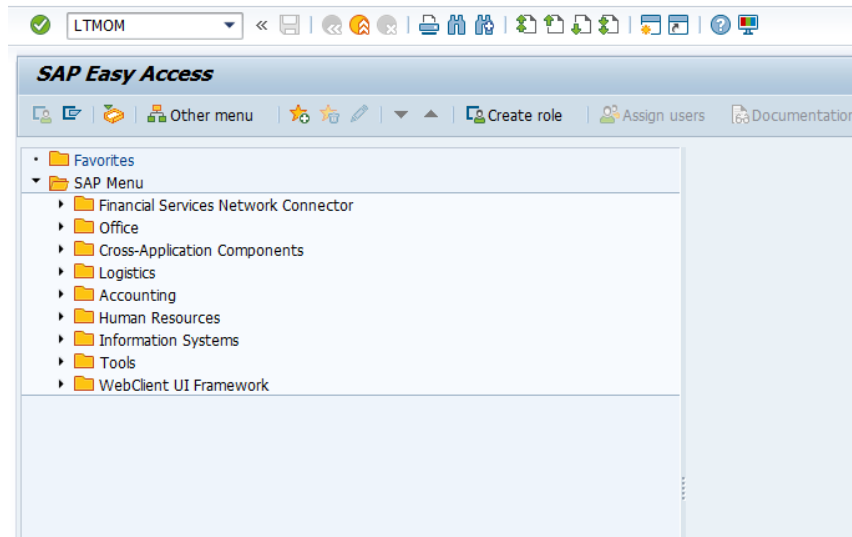 LTMOM
SAP Easy Access
Other menu Create role Assign users Documentation
Favorites
SAP Menu
Financial Services Network Connector
Office
Cross-Application Components
Logistics
Accounting
Human Resources
Information Systems
Tools
WebClient UI Framework